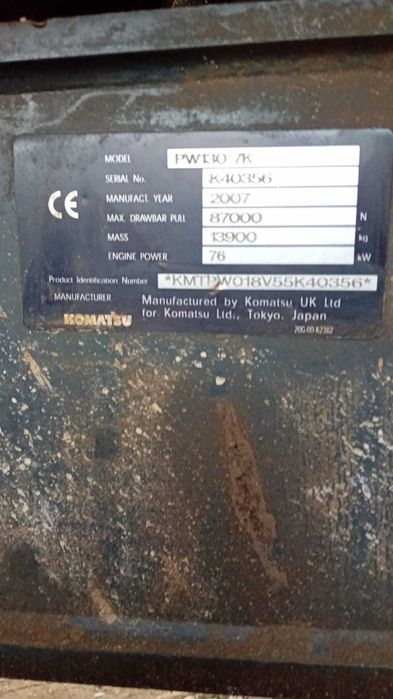 MODEL PW130 7K
SERIAL No. K40356
MANUFACT. YEAR 2007
MAX. DRAWBAR PULL 87000 N
MASS 13900 kg
ENGINE POWER 76 kW
Product Identification Number *KMTPW018V55K40356*
MANUFACTURER Manufactured by Komatsu UK Ltd
for Komatsu Ltd., Tokyo. Japan
CE
KOMATSU